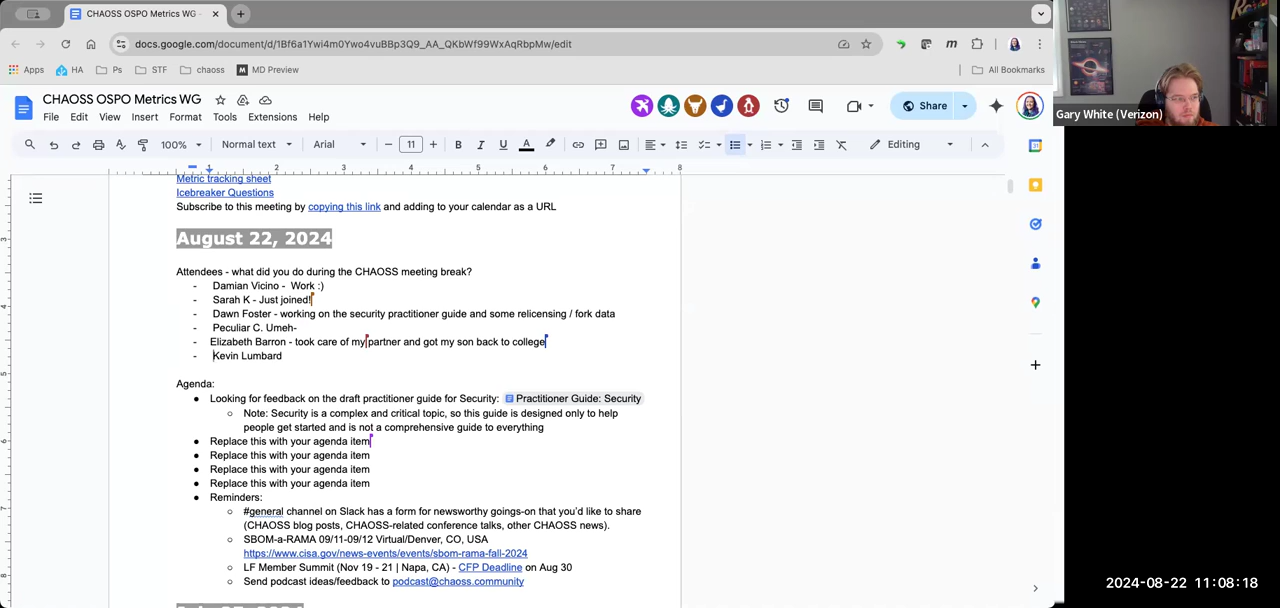 CHAOSS OSPO Metrics WG -
docs.google.com/document/d/1Bf6a1Ywi4m0Ywo4vuBBp3Q9_AA_QKbWf99WxAqRbpMw/edit
Apps
HA
Ps
STF
chaoss
MD Preview
All Bookmarks
Gary White (Verizon)
CHAOSS OSPO Metrics WG
File Edit View Insert Format Tools Extensions Help
Share
100%
Normal text
Arial
11
Editing
1 2 3 4 5 6 7 8
Metric tracking sheet
Icebreaker Questions
Subscribe to this meeting by copying this link and adding to your calendar as a URL
August 22, 2024
Attendees - what did you do during the CHAOSS meeting break?
- Damian Vicino - Work :)
- Sarah K - Just joined!
- Dawn Foster - working on the security practitioner guide and some relicensing / fork data
- Peculiar C. Umeh-
- Elizabeth Barron - took care of my partner and got my son back to college
- Kevin Lumbard
Agenda:
● Looking for feedback on the draft practitioner guide for Security: Practitioner Guide: Security
○ Note: Security is a complex and critical topic, so this guide is designed only to help
people get started and is not a comprehensive guide to everything
● Replace this with your agenda item
● Replace this with your agenda item
● Replace this with your agenda item
● Replace this with your agenda item
● Reminders:
○ #general channel on Slack has a form for newsworthy goings-on that you'd like to share
(CHAOSS blog posts, CHAOSS-related conference talks, other CHAOSS news).
○ SBOM-a-RAMA 09/11-09/12 Virtual/Denver, CO, USA
https://www.cisa.gov/news-events/events/sbom-rama-fall-2024
○ LF Member Summit (Nov 19 - 21 | Napa, CA) - CFP Deadline on Aug 30
○ Send podcast ideas/feedback to podcast@chaoss.community
2024-08-22 11:08:18